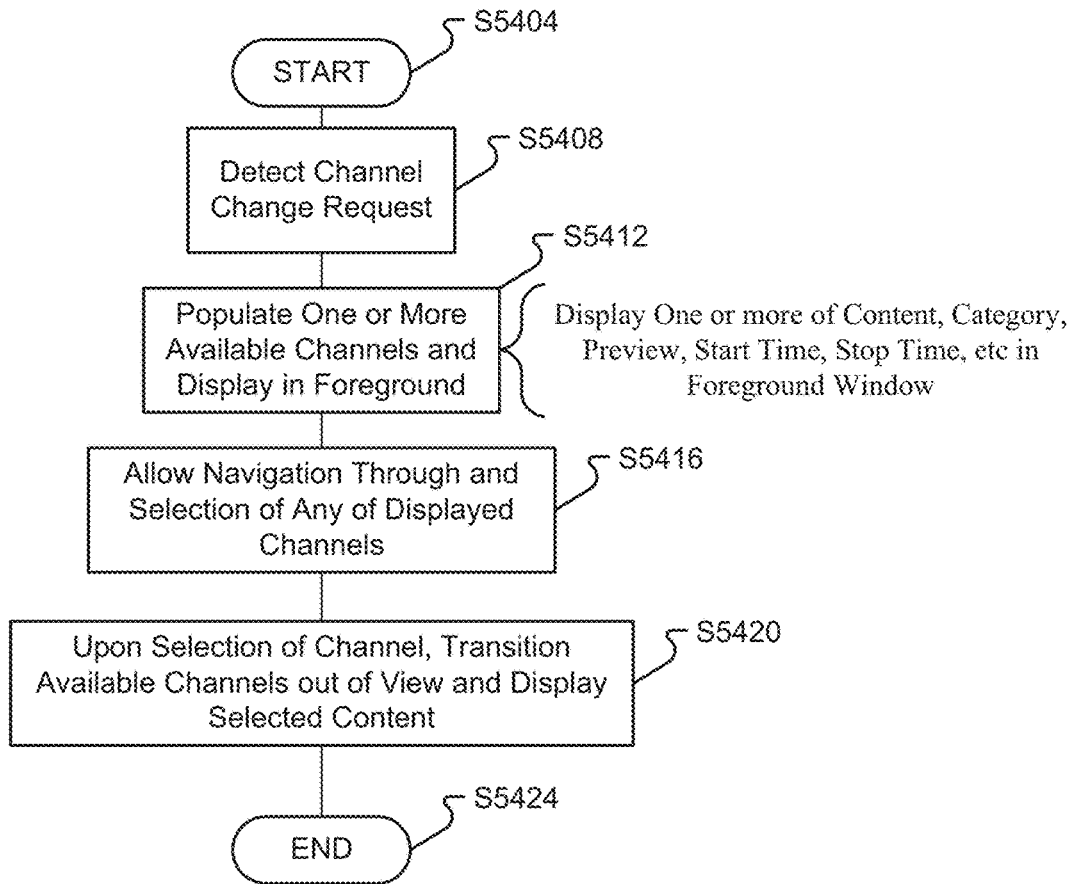 S5404
START
S5408
Detect Channel
Change Request
S5412
Populate One or More
Available Channels and
Display in Foreground
Display One or more of Content, Category,
Preview, Start Time, Stop Time, etc in
Foreground Window
S5416
Allow Navigation Through and
Selection of Any of Displayed
Channels
S5420
Upon Selection of Channel, Transition
Available Channels out of View and Display
Selected Content
S5424
END